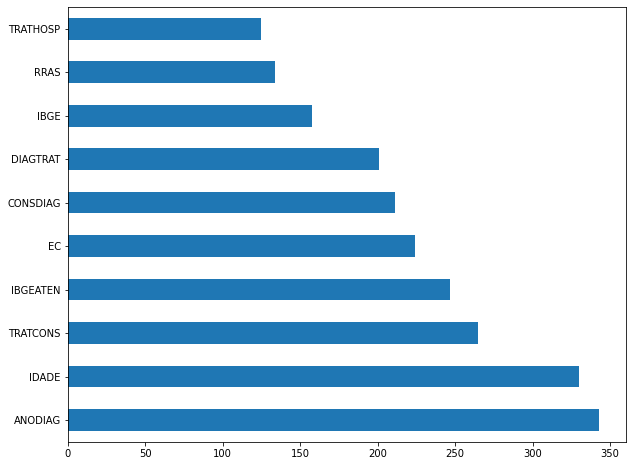 TRATHOSP
RRAS
IBGE
DIAGTRAT
CONSDIAG
EC
IBGEATEN
TRATCONS
IDADE
ANODIAG
0 50 100 150 200 250 300 350